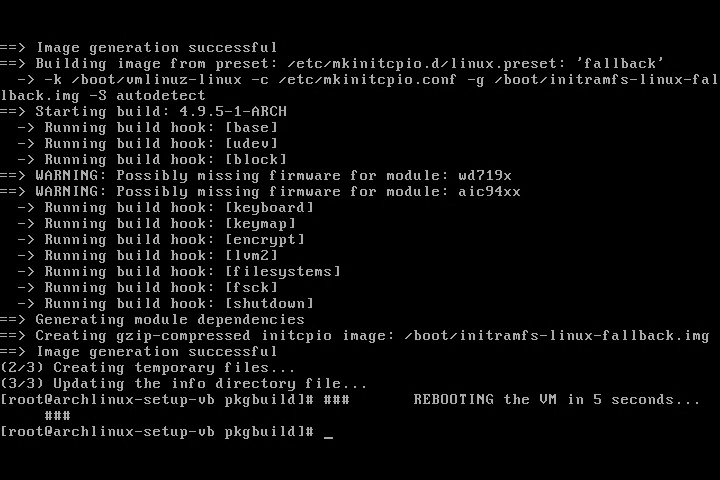 ==> Image generation successful
==> Building image from preset: /etc/mkinitcpio.d/linux.preset: 'fallback'
  -> -k /boot/vmlinuz-linux -c /etc/mkinitcpio.conf -g /boot/initramfs-linux-fal
lback.img -S autodetect
==> Starting build: 4.9.5-1-ARCH
  -> Running build hook: [base]
  -> Running build hook: [udev]
  -> Running build hook: [block]
==> WARNING: Possibly missing firmware for module: wd719x
==> WARNING: Possibly missing firmware for module: aic94xx
  -> Running build hook: [keyboard]
  -> Running build hook: [keymap]
  -> Running build hook: [encrypt]
  -> Running build hook: [lvm2]
  -> Running build hook: [filesystems]
  -> Running build hook: [fsck]
  -> Running build hook: [shutdown]
==> Generating module dependencies
==> Creating gzip-compressed initcpio image: /boot/initramfs-linux-fallback.img
==> Image generation successful
(2/3) Creating temporary files...
(3/3) Updating the info directory file...
[root@archlinux-setup-vb pkgbuild]# ###        REBOOTING the VM in 5 seconds...
     ###
[root@archlinux-setup-vb pkgbuild]# _